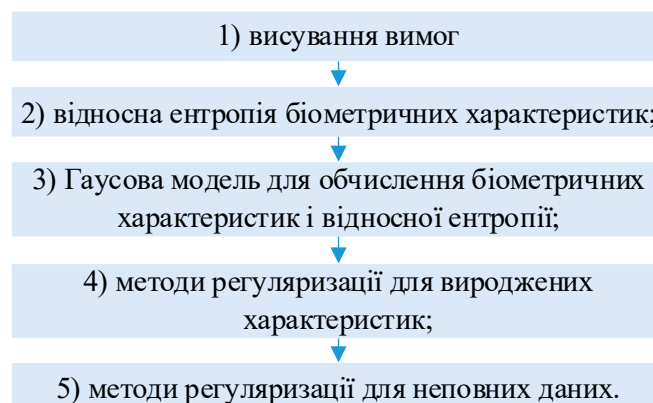 1) висування вимог
2) відносна ентропія біометричних характеристик;
3) Гаусова модель для обчислення біометричних
характеристик і відносної ентропії;
4) методи регуляризації для вироджених
характеристик;
5) методи регуляризації для неповних даних.